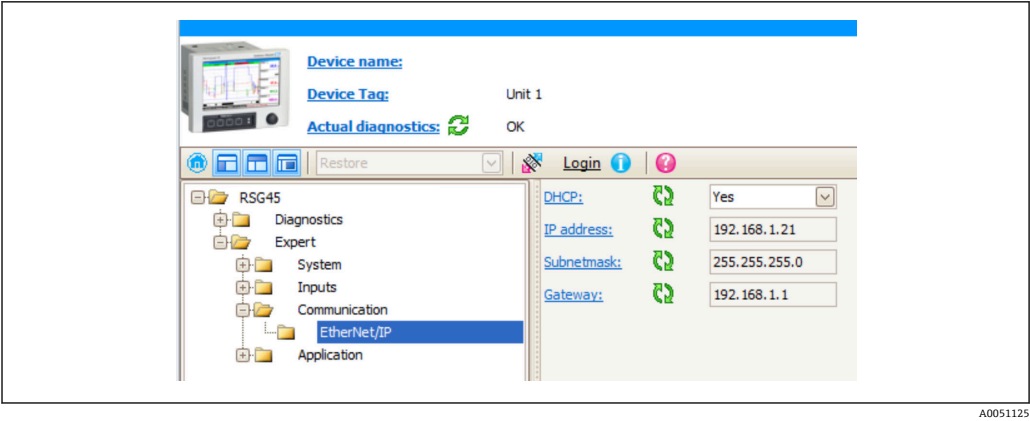 Device name:
Device Tag: Unit 1
Actual diagnostics: OK
Restore Login
RSG45
Diagnostics
Expert
System
Inputs
Communication
EtherNet/IP
Application
DHCP: Yes
IP address: 192.168.1.21
Subnetmask: 255.255.255.0
Gateway: 192.168.1.1
A0051125